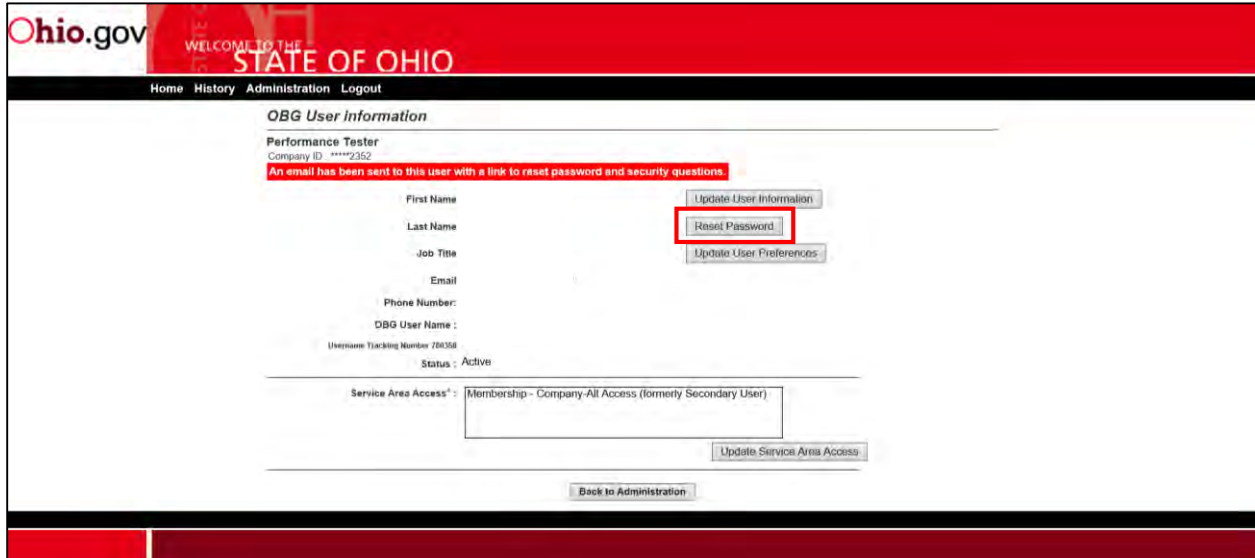 Ohio.gov
WELCOME TO THE
STATE OF OHIO
Home History Administration Logout
OBG User Information
Performance Tester
Company ID *****2352
An email has been sent to this user with a link to reset password and security questions.
First Name
Update User Information
Last Name
Reset Password
Job Title
Update User Preferences
Email
Phone Number:
OBG User Name :
Username Tracking Number
Status : Active
Service Area Access* : Membership - Company-All Access (formerly Secondary User)
Update Service Area Access
Back to Administration